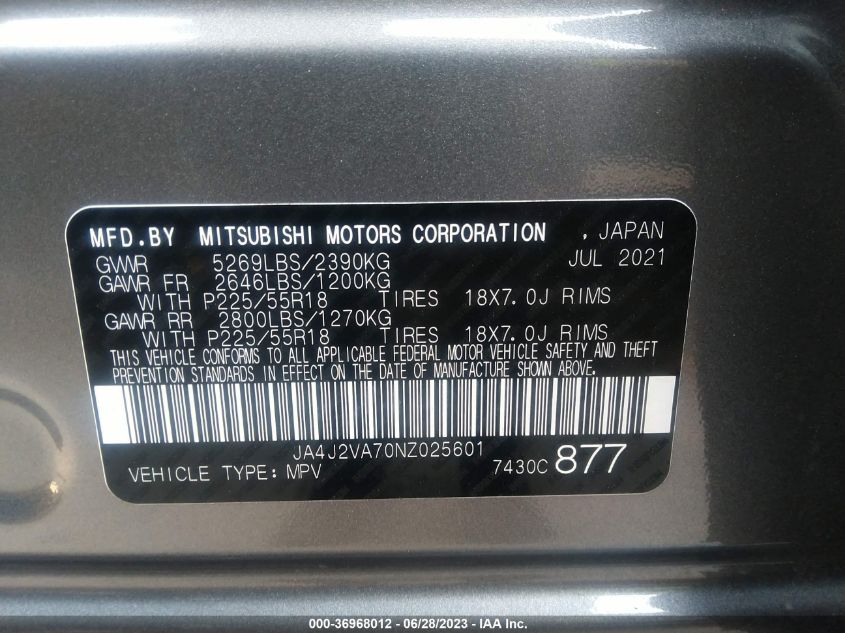 MFD.BY MITSUBISHI MOTORS CORPORATION , JAPAN
GVWR 5269LBS/2390KG JUL 2021
GAWR FR 2646LBS/1200KG
WITH P225/55R18 TIRES 18X7.0J RIMS
GAWR RR 2800LBS/1270KG
WITH P225/55R18 TIRES 18X7.0J RIMS
THIS VEHICLE CONFORMS TO ALL APPLICABLE FEDERAL MOTOR VEHICLE SAFETY AND THEFT
PREVENTION STANDARDS IN EFFECT ON THE DATE OF MANUFACTURE SHOWN ABOVE.
JA4J2VA70NZ025601
VEHICLE TYPE: MPV 7430C 877
000-36968012 - 06/28/2023 - IAA Inc.